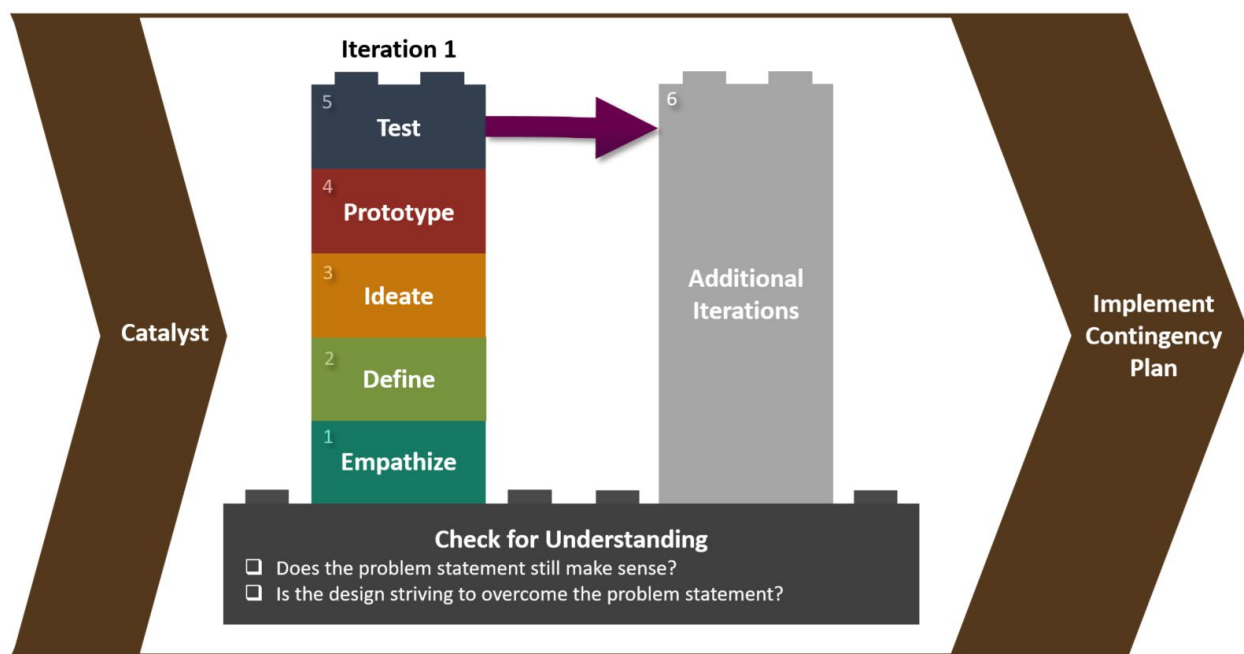 Iteration 1
5
Test
4
Prototype
3
Ideate
2
Define
1
Empathize
6
Additional
Iterations
Catalyst
Implement
Contingency
Plan
Check for Understanding
❑ Does the problem statement still make sense?
❑ Is the design striving to overcome the problem statement?